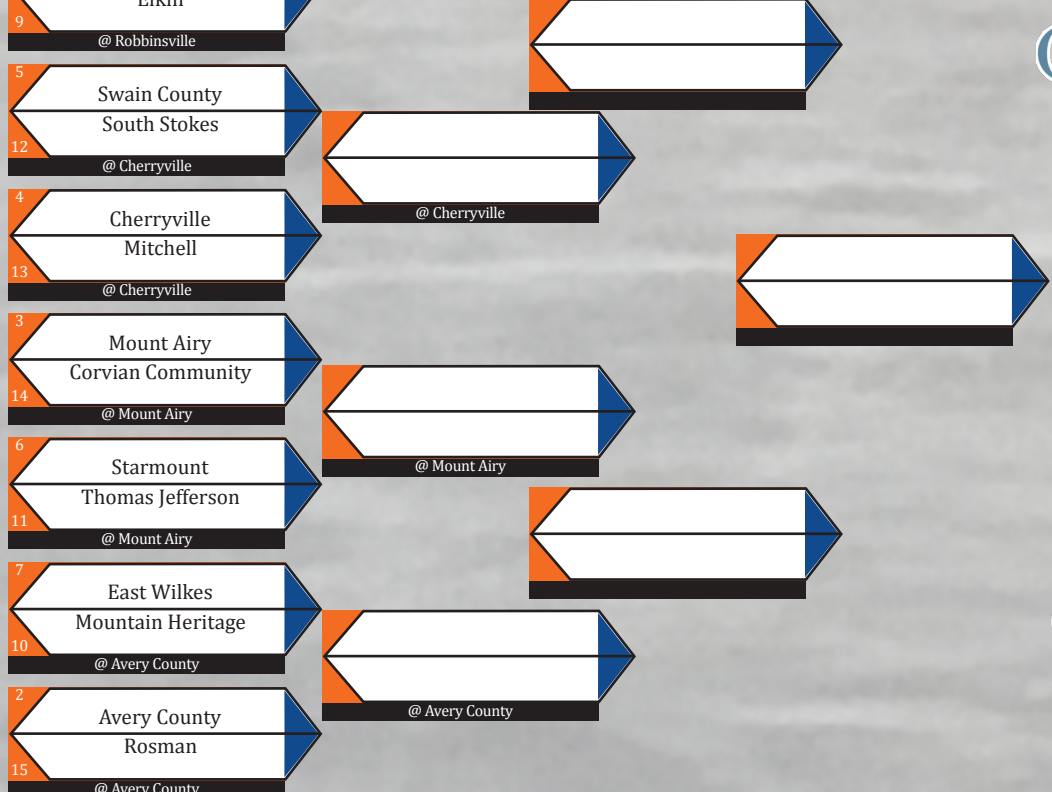 Elkin
9
@ Robbinsville
5
Swain County
South Stokes
12
@ Cherryville
@ Cherryville
4
Cherryville
Mitchell
13
@ Cherryville
3
Mount Airy
Corvian Community
14
@ Mount Airy
@ Mount Airy
6
Starmount
Thomas Jefferson
11
@ Mount Airy
7
East Wilkes
Mountain Heritage
10
@ Avery County
@ Avery County
2
Avery County
Rosman
15
@ Avery County